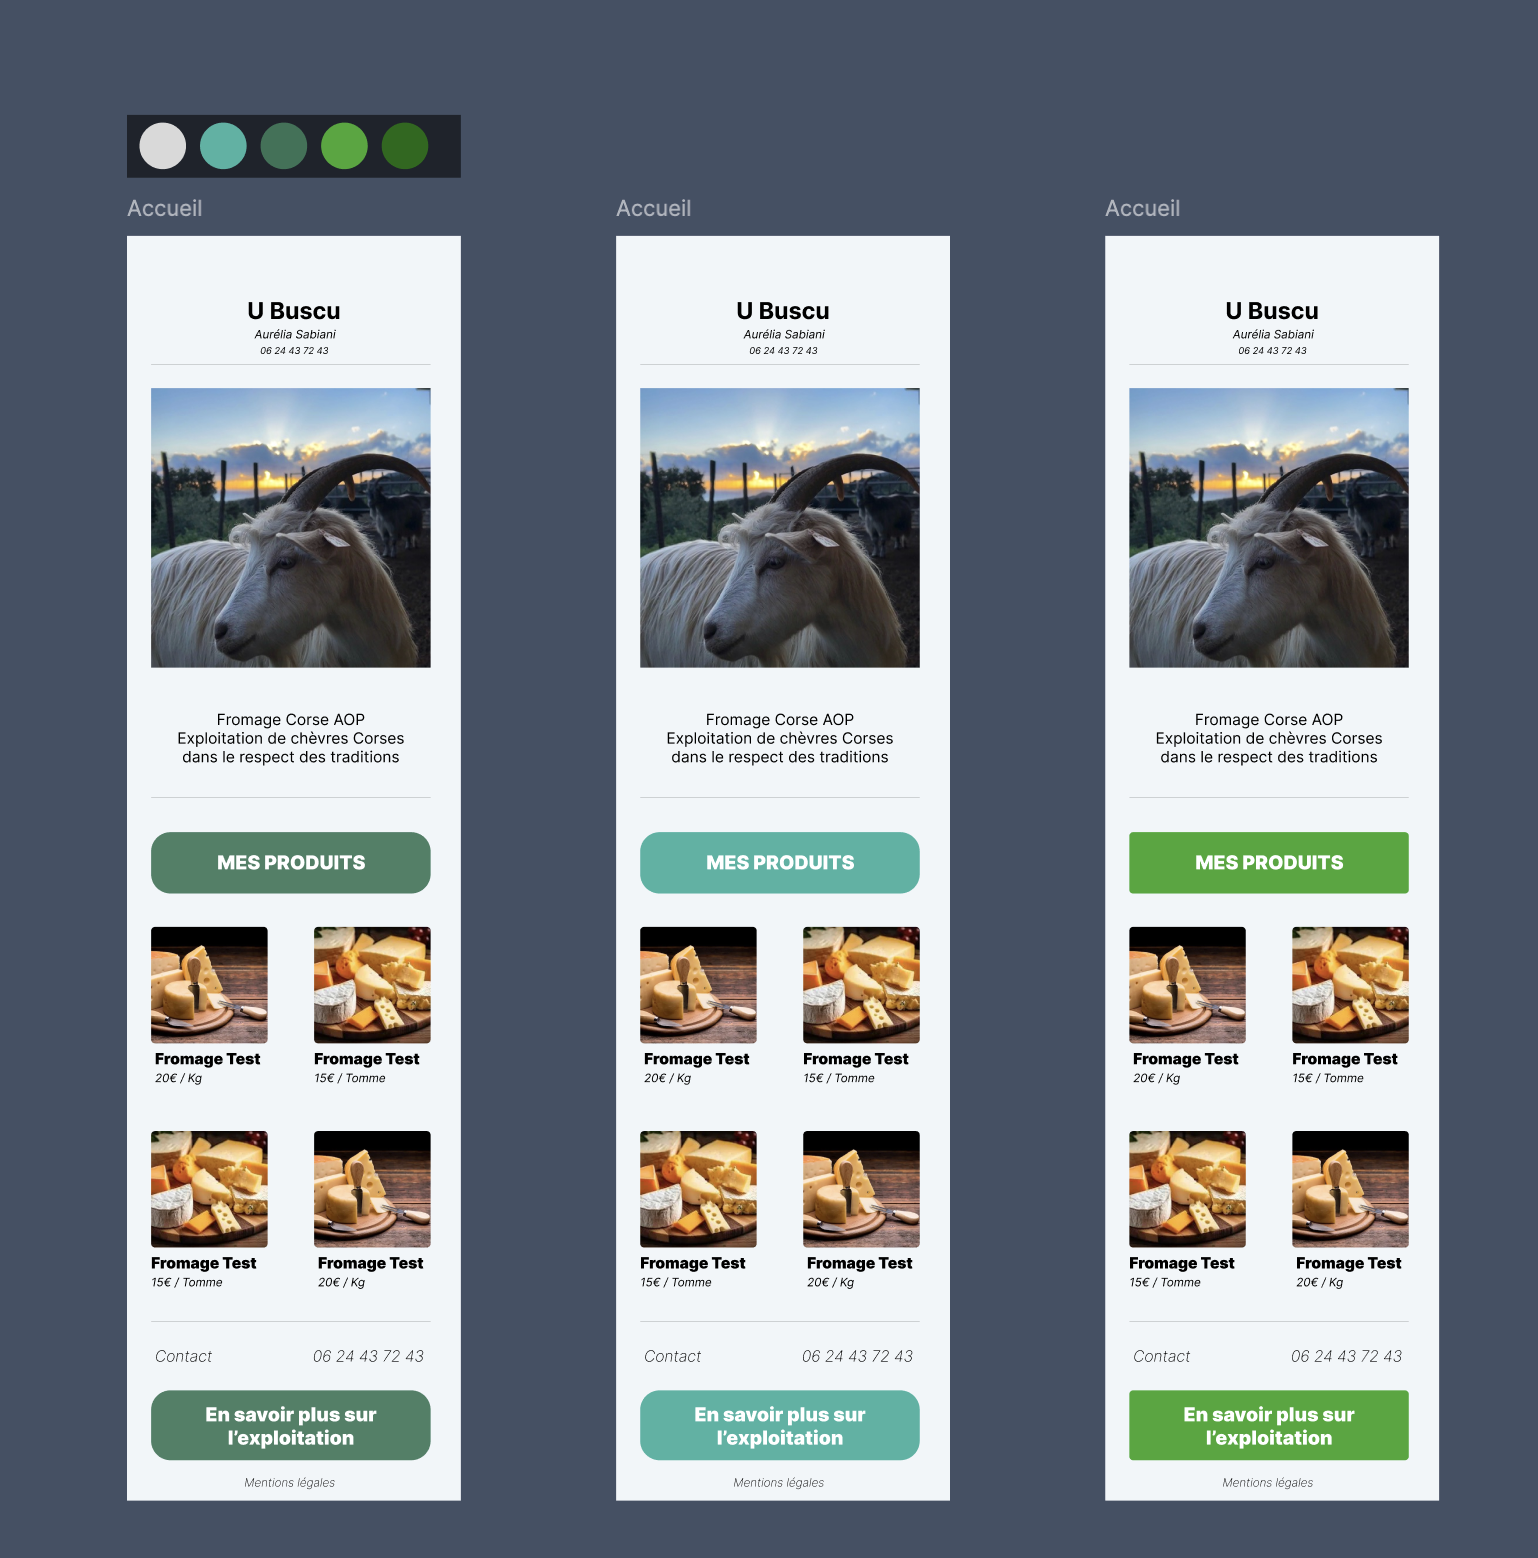 Accueil
U Buscu
Aurélia Sabiani
06 24 43 72 43
Fromage Corse AOP
Exploitation de chèvres Corses
dans le respect des traditions
MES PRODUITS
Fromage Test
20€ / Kg
Fromage Test
15€ / Tomme
Fromage Test
15€ / Tomme
Fromage Test
20€ / Kg
Contact
06 24 43 72 43
En savoir plus sur
l’exploitation
Mentions légales
Accueil
U Buscu
Aurélia Sabiani
06 24 43 72 43
Fromage Corse AOP
Exploitation de chèvres Corses
dans le respect des traditions
MES PRODUITS
Fromage Test
20€ / Kg
Fromage Test
15€ / Tomme
Fromage Test
15€ / Tomme
Fromage Test
20€ / Kg
Contact
06 24 43 72 43
En savoir plus sur
l’exploitation
Mentions légales
Accueil
U Buscu
Aurélia Sabiani
06 24 43 72 43
Fromage Corse AOP
Exploitation de chèvres Corses
dans le respect des traditions
MES PRODUITS
Fromage Test
20€ / Kg
Fromage Test
15€ / Tomme
Fromage Test
15€ / Tomme
Fromage Test
20€ / Kg
Contact
06 24 43 72 43
En savoir plus sur
l’exploitation
Mentions légales